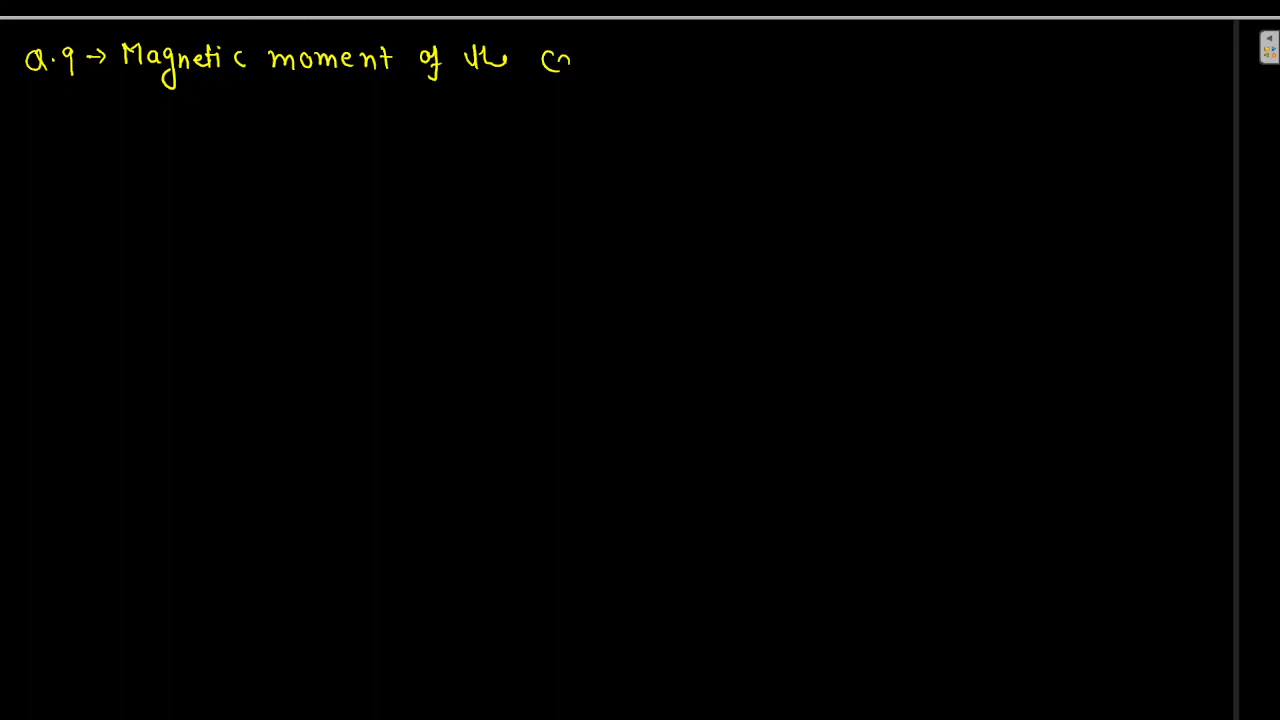 Q.9 → Magnetic moment of the